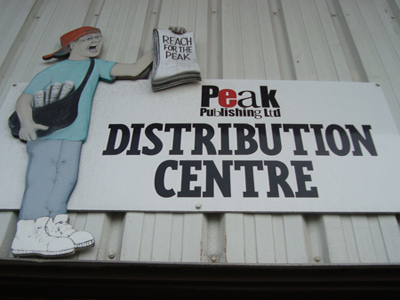 REACH
FOR THE
PEAK
Peak
Publishing Ltd
DISTRIBUTION
CENTRE